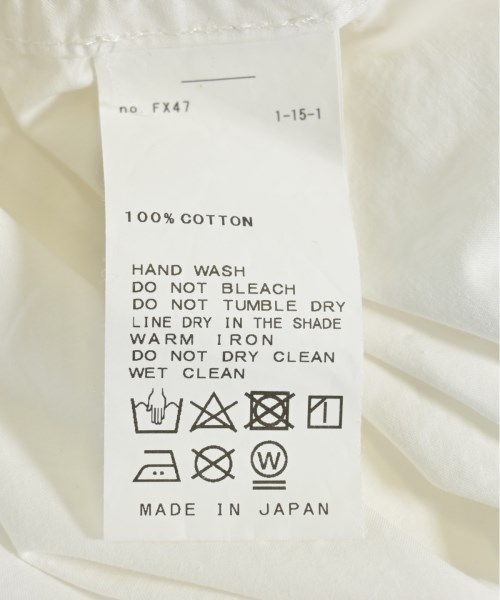 no. FX47 1-15-1
100% COTTON
HAND WASH
DO NOT BLEACH
DO NOT TUMBLE DRY
LINE DRY IN THE SHADE
WARM IRON
DO NOT DRY CLEAN
WET CLEAN
W
MADE IN JAPAN